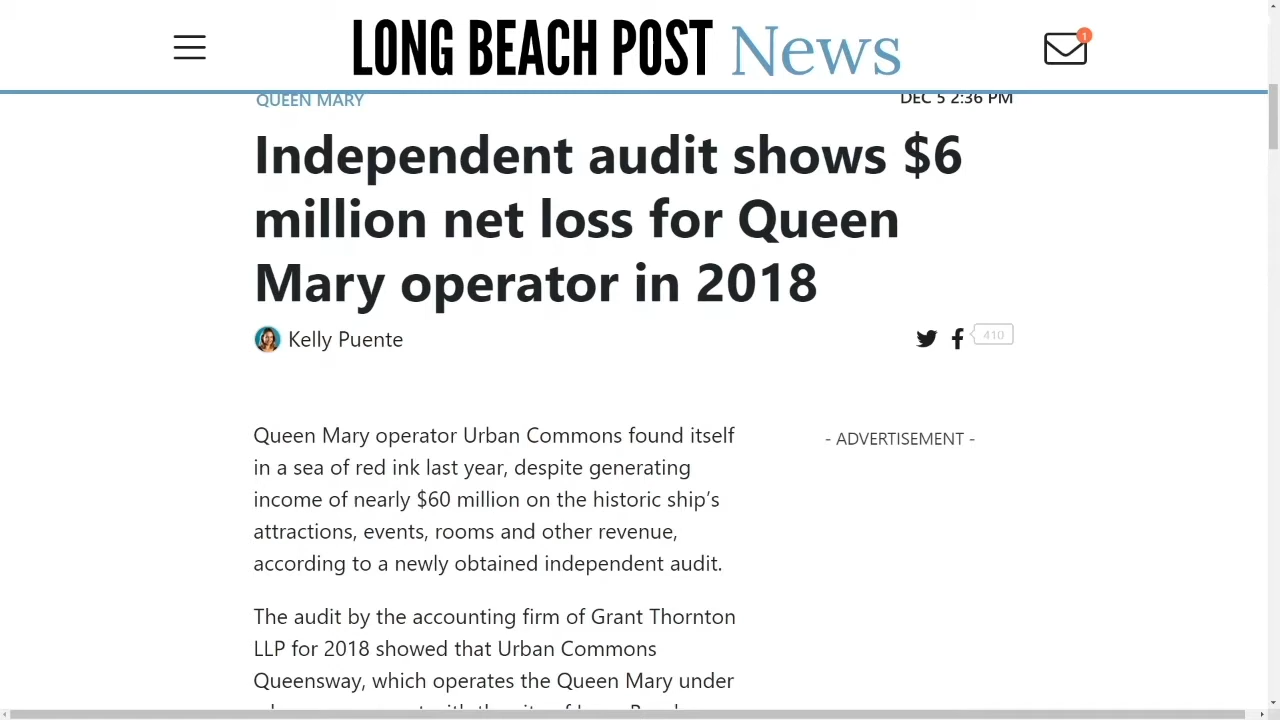 LONG BEACH POST News
1
QUEEN MARY
DEC 5 2:36 PM
Independent audit shows $6
million net loss for Queen
Mary operator in 2018
Kelly Puente
410
Queen Mary operator Urban Commons found itself
in a sea of red ink last year, despite generating
income of nearly $60 million on the historic ship’s
attractions, events, rooms and other revenue,
according to a newly obtained independent audit.
- ADVERTISEMENT -
The audit by the accounting firm of Grant Thornton
LLP for 2018 showed that Urban Commons
Queensway, which operates the Queen Mary under